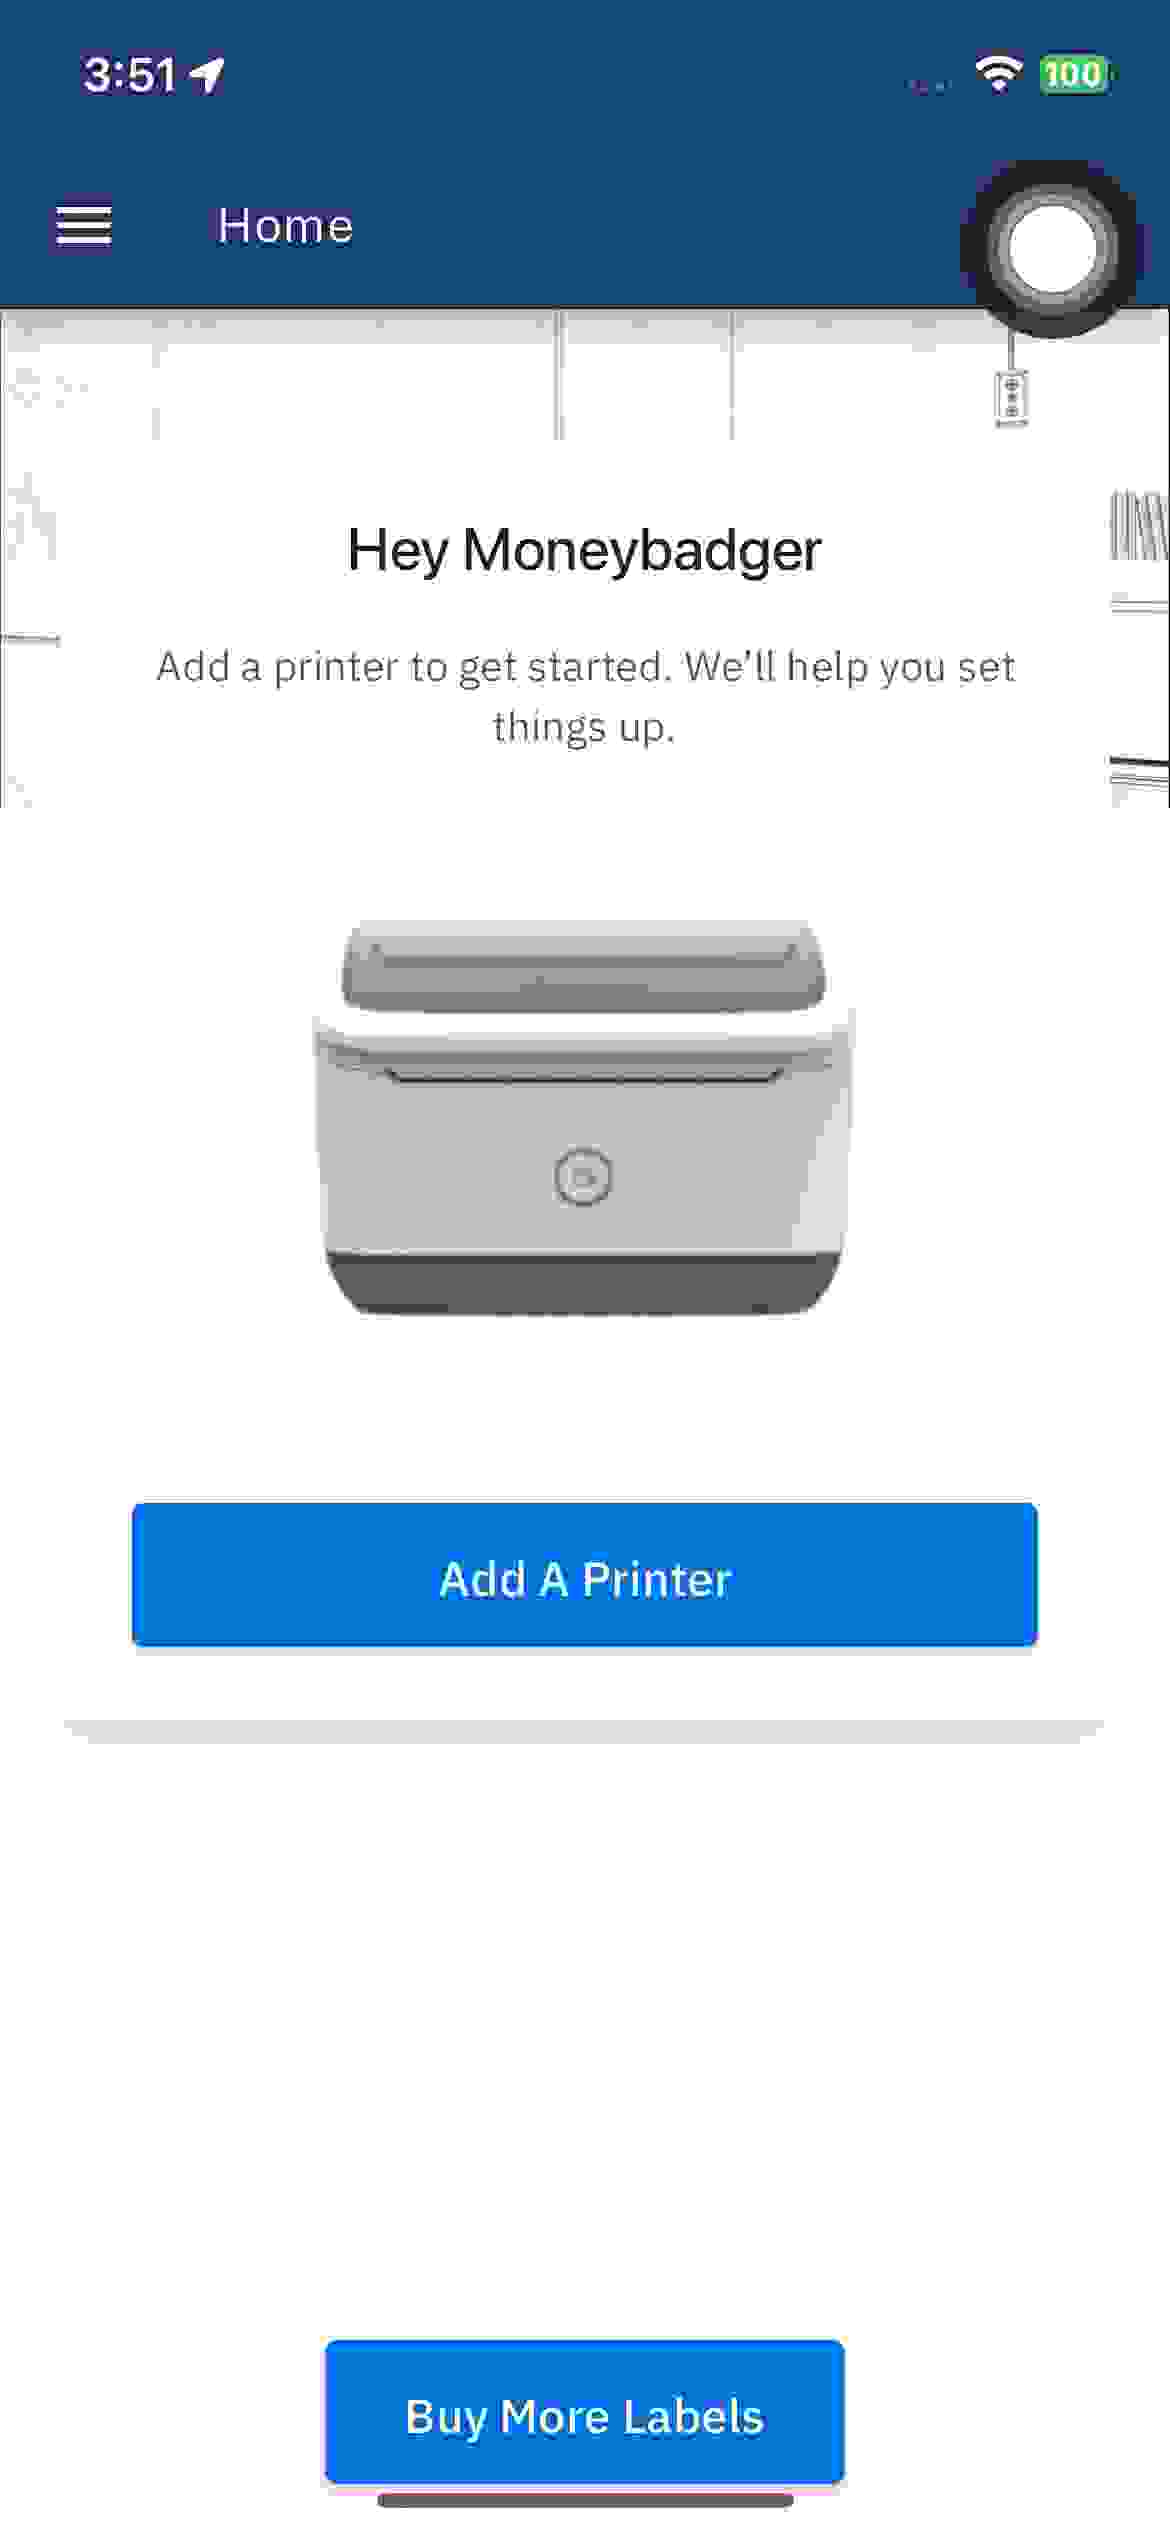 3:51
100
Home
Hey Moneybadger
Add a printer to get started. We'll help you set
things up.
Add A Printer
Buy More Labels